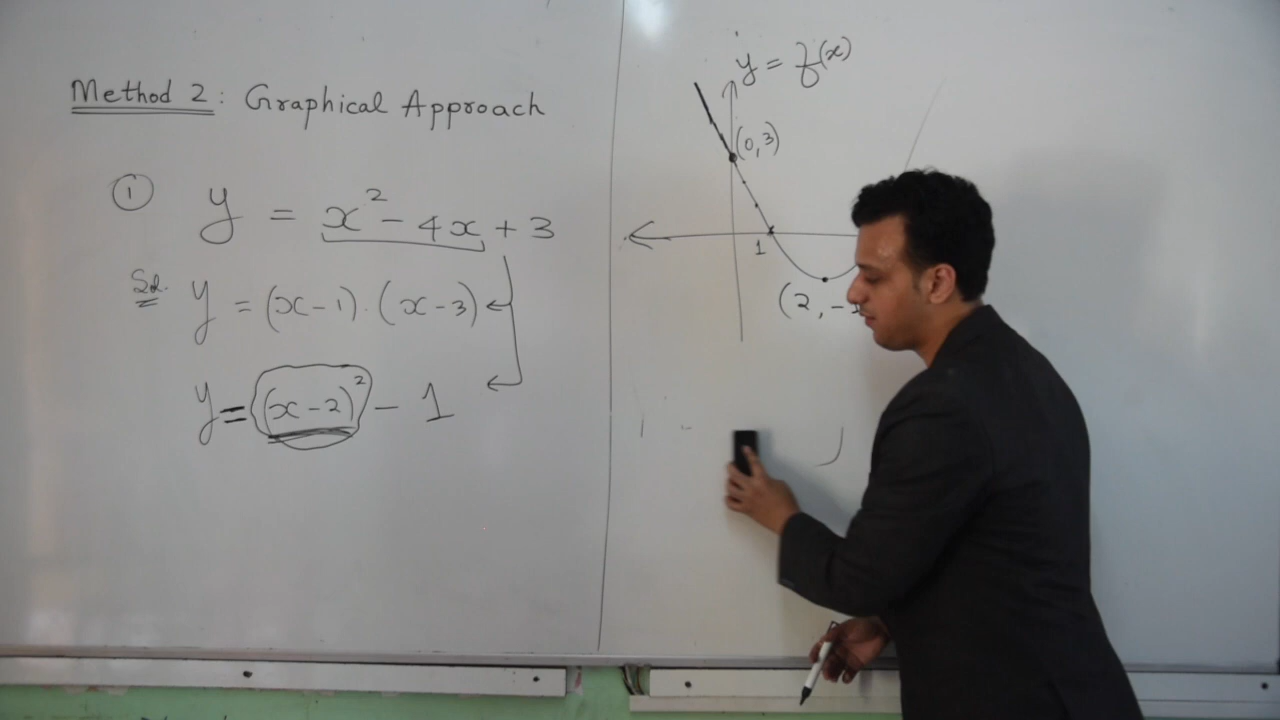 Method 2 : Graphical Approach
① y = x² - 4x + 3
Sol. y = (x-1).(x-3)
y = (x-2)² - 1
y = f(x)
(0,3)
1
(2, -